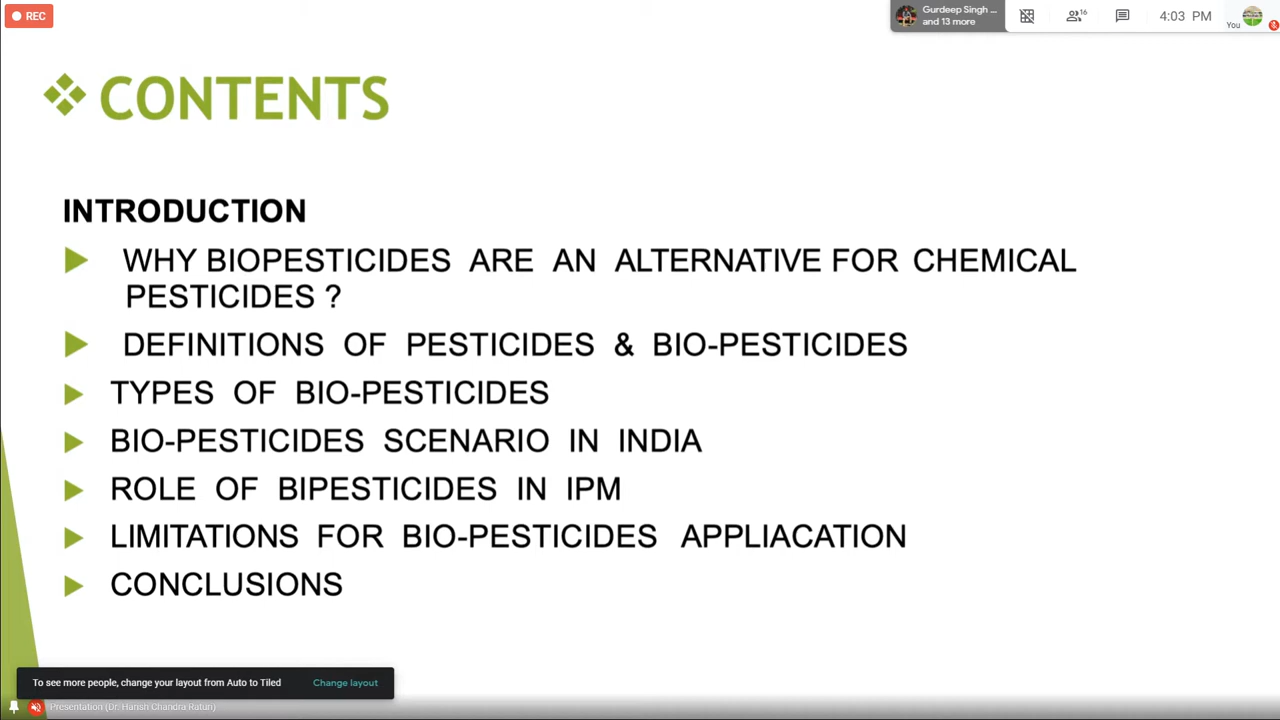 REC
Gurdeep Singh ...
and 13 more
16
4:03 PM
You
CONTENTS
INTRODUCTION
WHY BIOPESTICIDES ARE AN ALTERNATIVE FOR CHEMICAL
PESTICIDES ?
DEFINITIONS OF PESTICIDES & BIO-PESTICIDES
TYPES OF BIO-PESTICIDES
BIO-PESTICIDES SCENARIO IN INDIA
ROLE OF BIPESTICIDES IN IPM
LIMITATIONS FOR BIO-PESTICIDES APPLIACATION
CONCLUSIONS
To see more people, change your layout from Auto to Tiled
Change layout
Presentation (Dr. Harish Chandra Raturi)